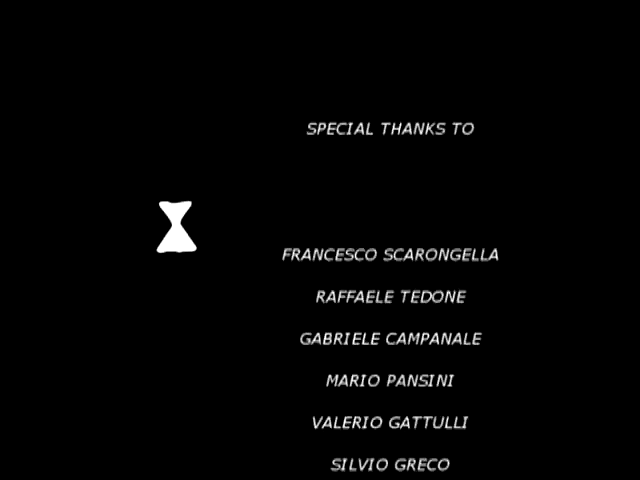 SPECIAL THANKS TO
FRANCESCO SCARONGELLA
RAFFAELE TEDONE
GABRIELE CAMPANALE
MARIO PANSINI
VALERIO GATTULLI
SILVIO GRECO